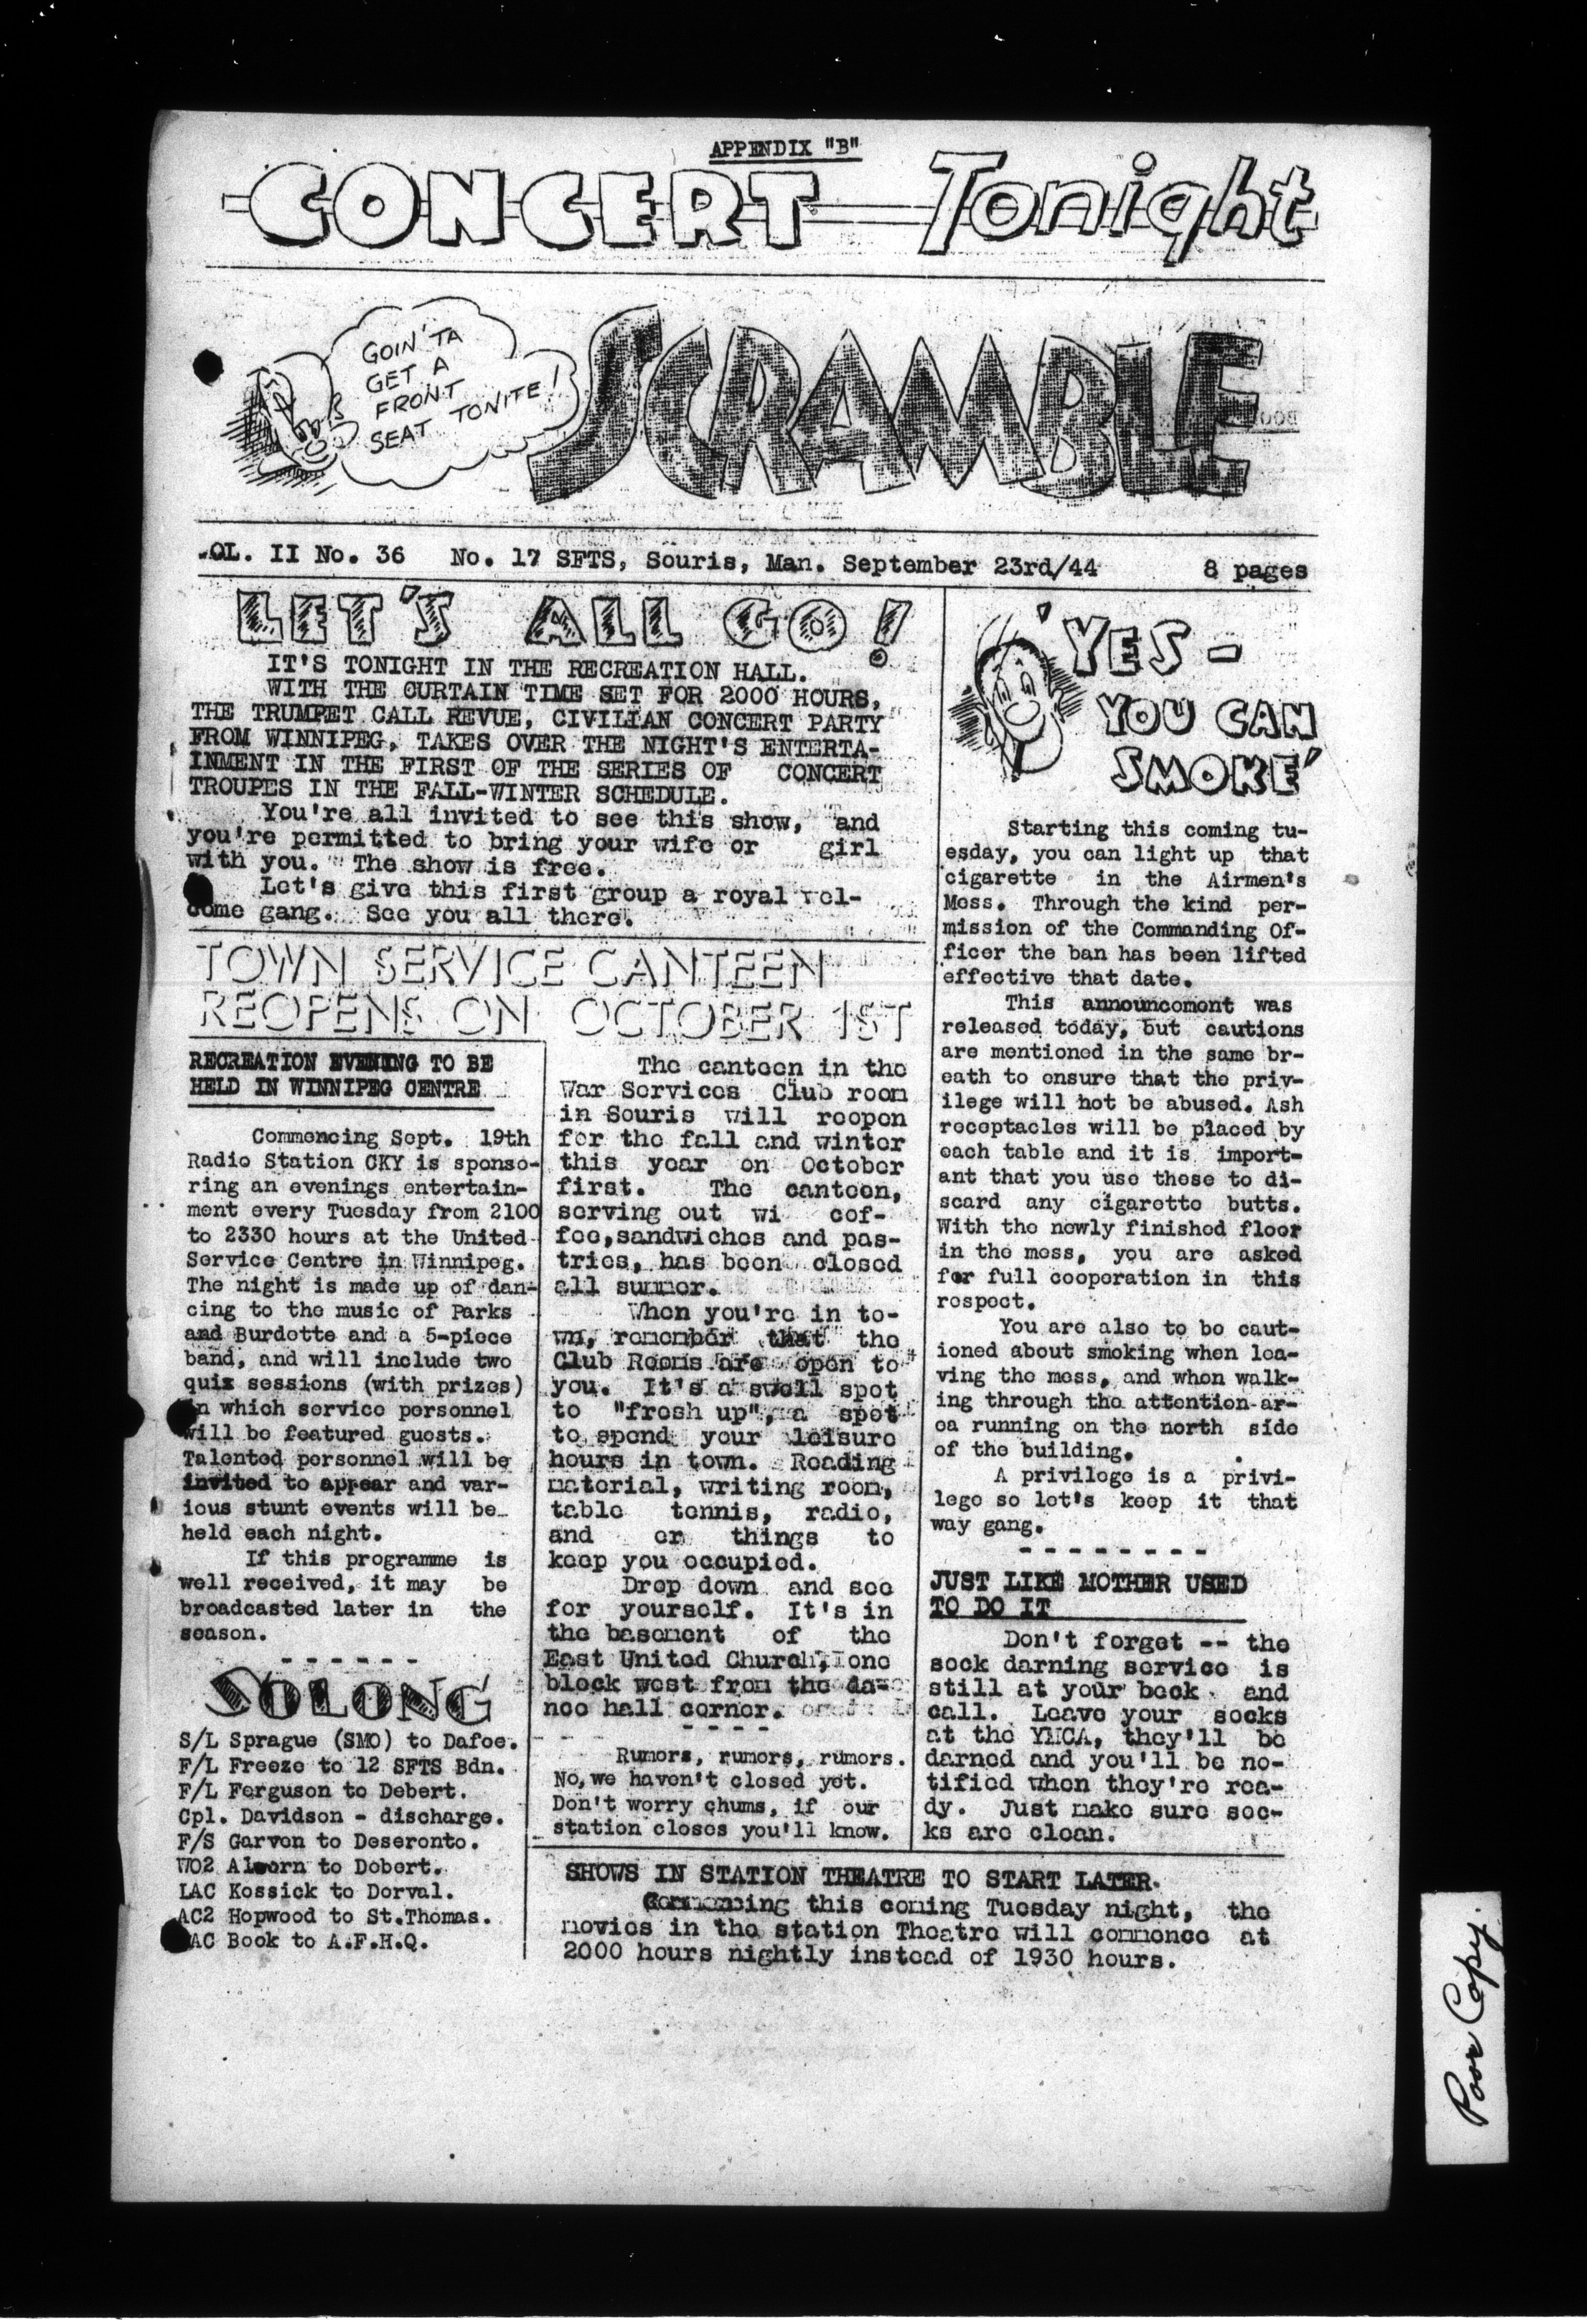 APPENDIX "B"
CONCERT Tonight
GOIN' TA
GET A
FRONT
SEAT TONITE!
SCRAMBLE
OL. II No. 36 No. 17 SFTS, Souris, Man. September 23rd/44 8 pages
LET'S ALL GO!
IT'S TONIGHT IN THE RECREATION HALL.
WITH THE CURTAIN TIME SET FOR 2000 HOURS,
THE TRUMPET CALL REVUE, CIVILIAN CONCERT PARTY
FROM WINNIPEG, TAKES OVER THE NIGHT'S ENTERTA-
INMENT IN THE FIRST OF THE SERIES OF CONCERT
TROUPES IN THE FALL-WINTER SCHEDULE.
You're all invited to see this show, and
you're permitted to bring your wife or girl
with you. The show is free.
Let's give this first group a royal wel-
come gang. See you all there.
TOWN SERVICE CANTEEN
REOPENS ON OCTOBER 1ST
RECREATION EVENING TO BE
HELD IN WINNIPEG CENTRE
Commencing Sept. 19th
Radio Station CKY is sponso-
ring an evenings entertain-
ment every Tuesday from 2100
to 2330 hours at the United
Service Centre in Winnipeg.
The night is made up of dan-
cing to the music of Parks
and Burdette and a 5-piece
band, and will include two
quiz sessions (with prizes)
in which service personnel
will be featured guests.
Talented personnel will be
invited to appear and var-
ious stunt events will be
held each night.
If this programme is
well received, it may be
broadcasted later in the
season.
- - - - - -
SOLONG
S/L Sprague (SMO) to Dafoe.
F/L Freeze to 12 SFTS Bdn.
F/L Ferguson to Debert.
Cpl. Davidson - discharge.
F/S Garven to Deseronto.
WO2 Alcorn to Debert.
LAC Kossick to Dorval.
AC2 Hopwood to St.Thomas.
AC Book to A.F.H.Q.
The canteen in the
War Services Club room
in Souris will reopen
for the fall and winter
this year on October
first. The canteen,
serving out wi cof-
fee,sandwiches and pas-
tries, has been closed
all summer.
When you're in to-
wn, remember that the
Club Rooms are open to
you. It's a swell spot
to "fresh up", a spot
to spend your leisure
hours in town. Reading
material, writing room,
table tennis, radio,
and er things to
keep you occupied.
Drop down and see
for yourself. It's in
the basement of the
East United Church, one
block west from the da-
nce hall corner.
- - - -
Rumors, rumors, rumors.
No, we haven't closed yet.
Don't worry chums, if our
station closes you'll know.
'YES -
YOU CAN
SMOKE'
Starting this coming tu-
esday, you can light up that
cigarette in the Airmen's
Mess. Through the kind per-
mission of the Commanding Of-
ficer the ban has been lifted
effective that date.
This announcement was
released today, but cautions
are mentioned in the same br-
eath to ensure that the priv-
ilege will not be abused. Ash
receptacles will be placed by
each table and it is import-
ant that you use these to di-
scard any cigarette butts.
With the newly finished floor
in the mess, you are asked
for full cooperation in this
respect.
You are also to be caut-
ioned about smoking when lea-
ving the mess, and when walk-
ing through the attention ar-
ea running on the north side
of the building.
A privilege is a privi-
lege so let's keep it that
way gang.
- - - - - - - -
JUST LIKE MOTHER USED
TO DO IT
Don't forget -- the
sock darning service is
still at your beck and
call. Leave your socks
at the YMCA, they'll be
darned and you'll be no-
tified when they're rea-
dy. Just make sure soc-
ks are clean.
SHOWS IN STATION THEATRE TO START LATER.
Commencing this coming Tuesday night, the
movies in the station Theatre will commence at
2000 hours nightly instead of 1930 hours.
Poor Copy.